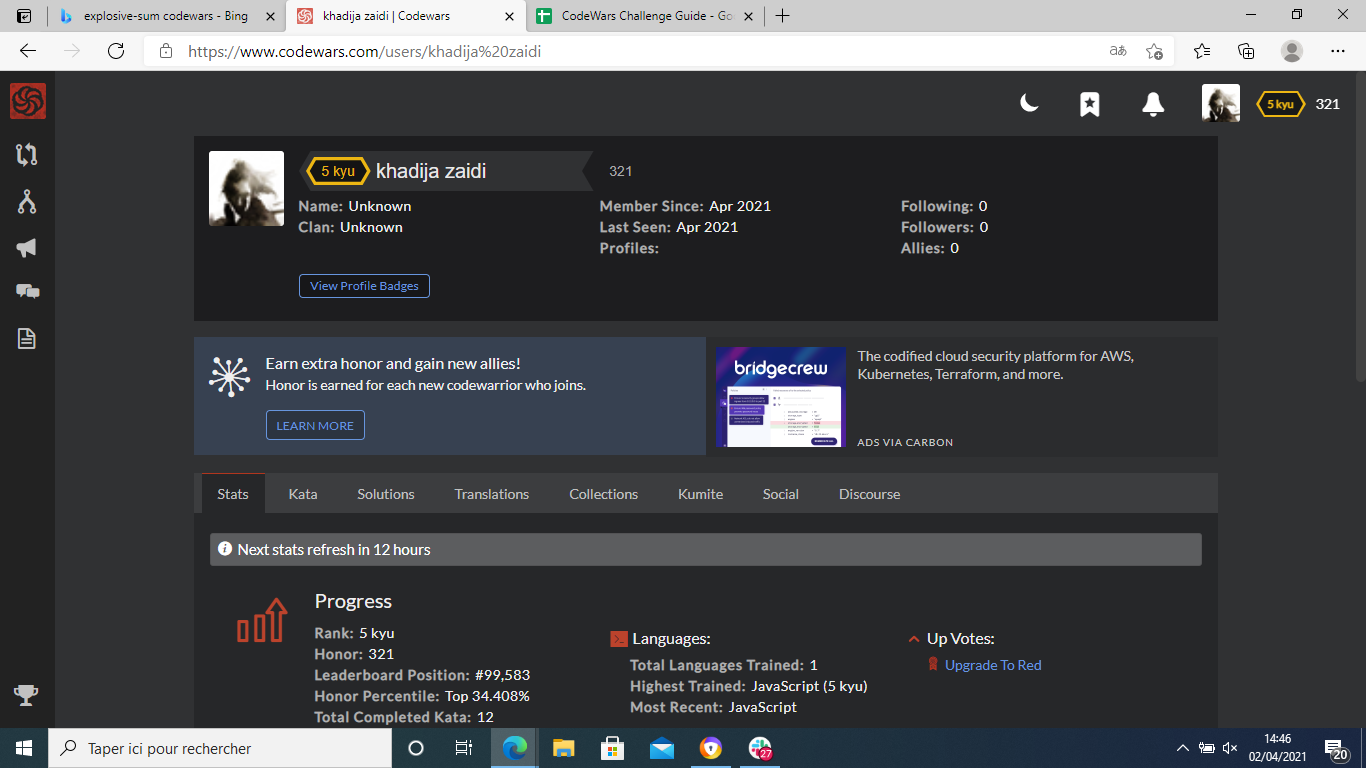 explosive-sum codewars - Bing
khadija zaidi | Codewars
CodeWars Challenge Guide - Go
https://www.codewars.com/users/khadija%20zaidi
5 kyu 321
5 kyu khadija zaidi 321
Name: Unknown
Clan: Unknown
Member Since: Apr 2021
Last Seen: Apr 2021
Profiles:
Following: 0
Followers: 0
Allies: 0
View Profile Badges
Earn extra honor and gain new allies!
Honor is earned for each new codewarrior who joins.
LEARN MORE
bridgecrew
The codified cloud security platform for AWS,
Kubernetes, Terraform, and more.
ADS VIA CARBON
Stats Kata Solutions Translations Collections Kumite Social Discourse
Next stats refresh in 12 hours
Progress
Rank: 5 kyu
Honor: 321
Leaderboard Position: #99,583
Honor Percentile: Top 34.408%
Total Completed Kata: 12
Languages:
Total Languages Trained: 1
Highest Trained: JavaScript (5 kyu)
Most Recent: JavaScript
Up Votes:
Upgrade To Red
Taper ici pour rechercher
27
14:46
02/04/2021
20